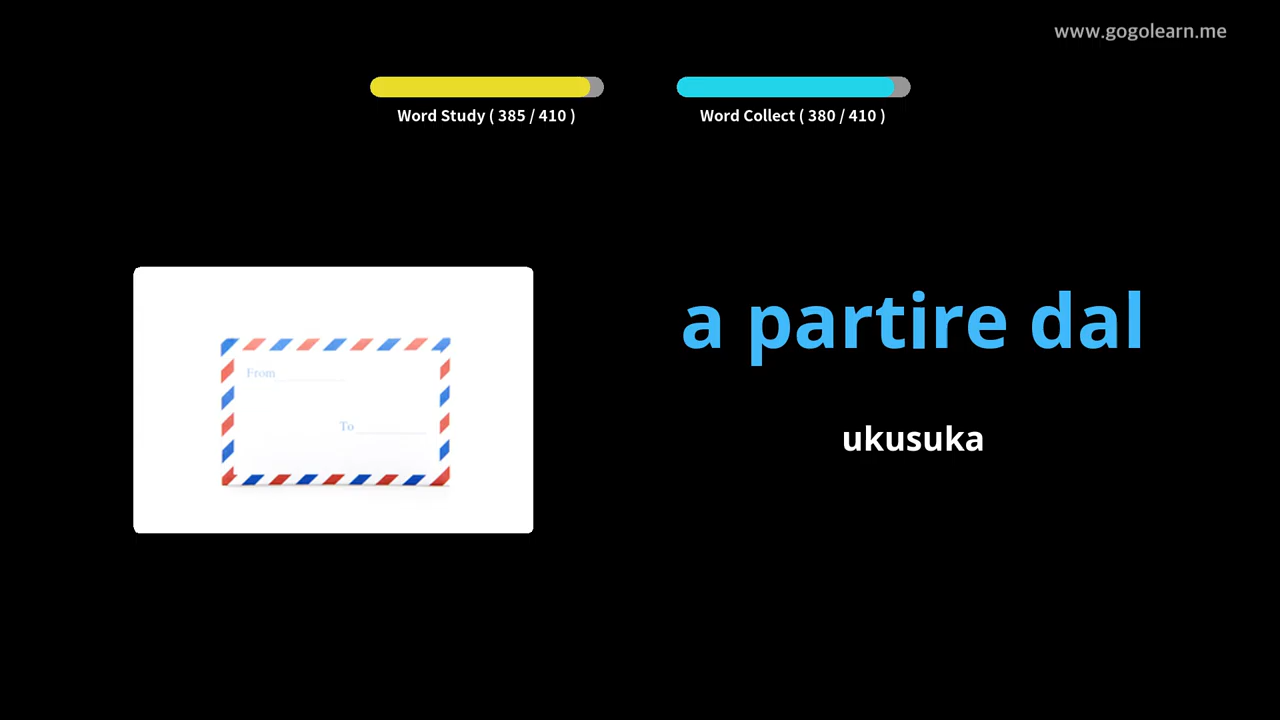 www.gogolearn.me
Word Study ( 385 / 410 )
Word Collect ( 380 / 410 )
From
To
a partire dal
ukusuka